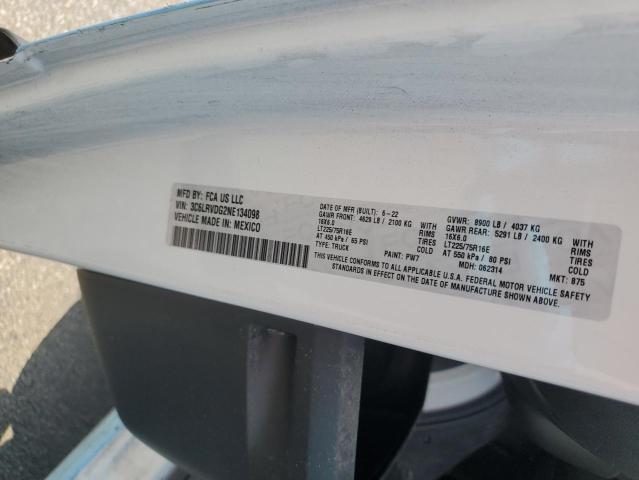 MFD BY: FCA US LLC
VIN: 3C6LRVDG2NE134098
VEHICLE MADE IN: MEXICO
DATE OF MFR (BUILT): 6-22 GVWR: 8900 LB / 4037 KG
GAWR FRONT: 4629 LB / 2100 KG WITH GAWR REAR: 5291 LB / 2400 KG WITH
16X6.0 RIMS 16X6.0 RIMS
LT225/75R16E TIRES LT225/75R16E TIRES
AT 450 kPa / 65 PSI COLD AT 550 kPa / 80 PSI COLD
TYPE: TRUCK PAINT: PW7 MDH: 062314 MKT: 875
THIS VEHICLE CONFORMS TO ALL APPLICABLE U.S.A. FEDERAL MOTOR VEHICLE SAFETY
STANDARDS IN EFFECT ON THE DATE OF MANUFACTURE SHOWN ABOVE.